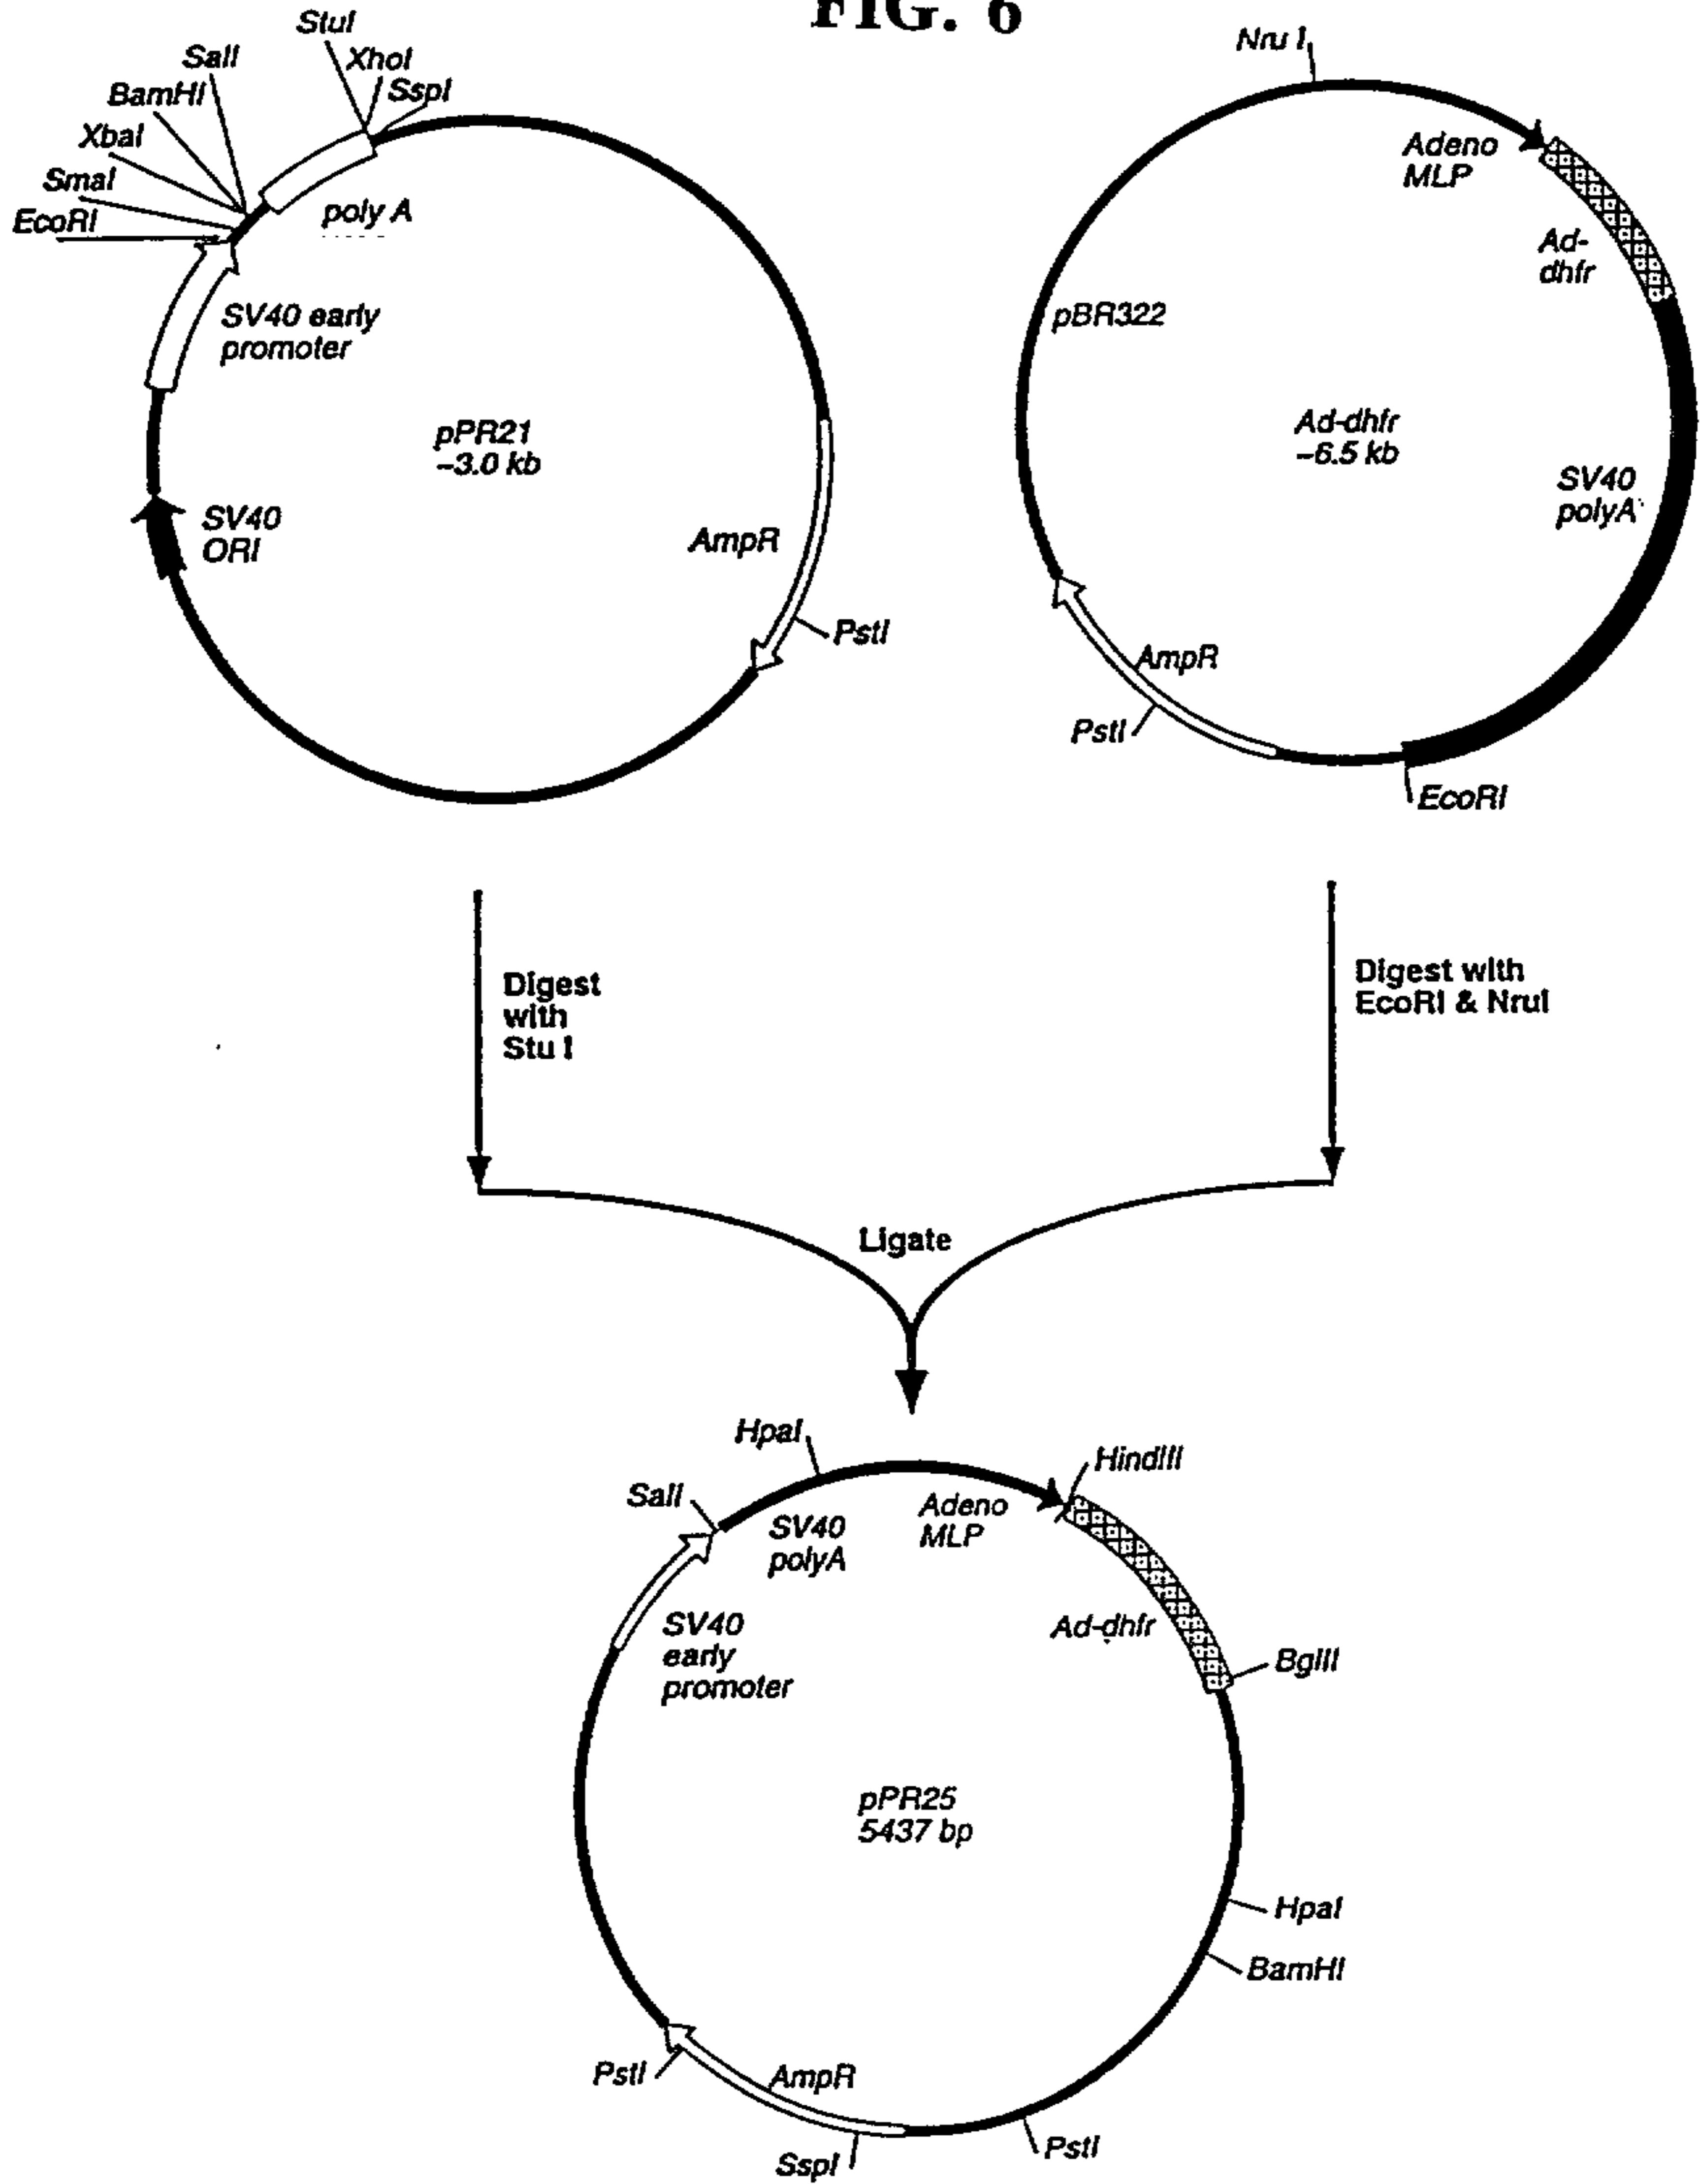 FIG. 6
StuI
XhoI
SspI
SalI
BamHI
XbaI
SmaI
EcoRI
poly A
SV40 early
promoter
pPR21
~3.0 kb
SV40
ORI
AmpR
PstI
Nru I
Adeno
MLP
Ad-
dhfr
pBR322
Ad-dhfr
~6.5 kb
SV40
polyA
AmpR
PstI
EcoRI
Digest
with
Stu I
Digest with
EcoRI & NruI
Ligate
HpaI
HindIII
SalI
SV40
polyA
Adeno
MLP
SV40
early
promoter
Ad-dhfr
BglII
pPR25
5437 bp
HpaI
BamHI
PstI
AmpR
SspI
PstI